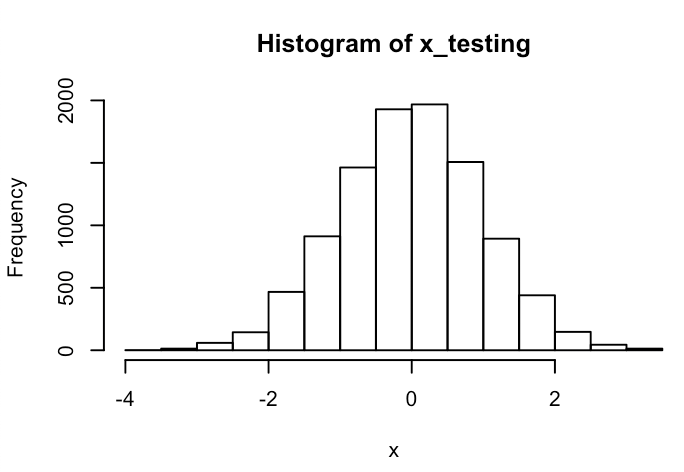 Histogram of x_testing
Frequency
2000
1000
500
0
-4 -2 0 2
x